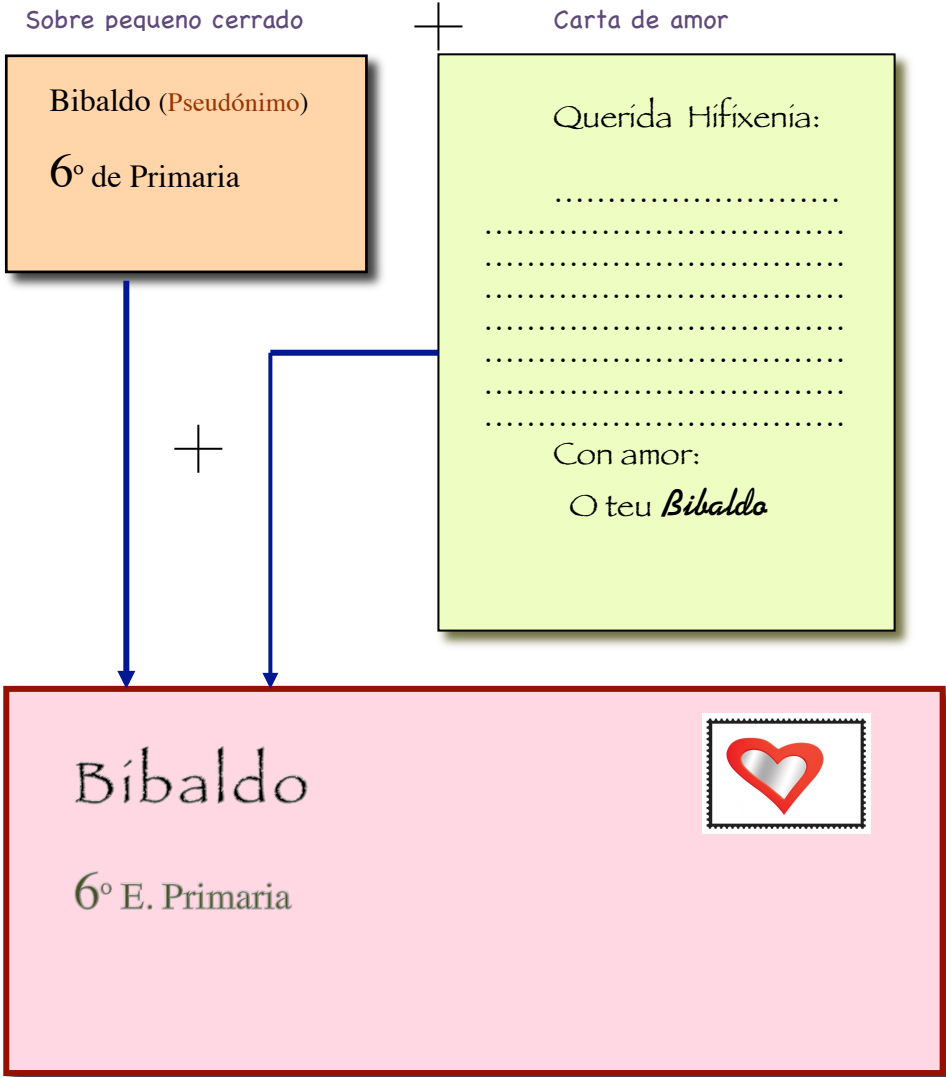 Sobre pequeno cerrado
Bibaldo (Pseudónimo)
6º de Primaria
Carta de amor
Querida Hifixenia:
...........................
..................................
..................................
..................................
..................................
..................................
..................................
..................................
Con amor:
O teu Bibaldo
Bibaldo
6º E. Primaria